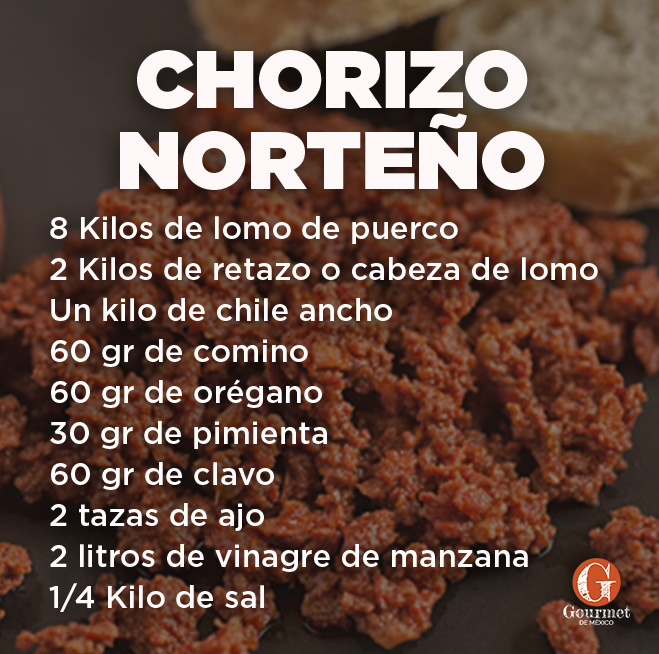 CHORIZO
NORTEÑO
8 Kilos de lomo de puerco
2 Kilos de retazo o cabeza de lomo
Un kilo de chile ancho
60 gr de comino
60 gr de orégano
30 gr de pimienta
60 gr de clavo
2 tazas de ajo
2 litros de vinagre de manzana
1/4 Kilo de sal
G
Gourmet
DE MÉXICO